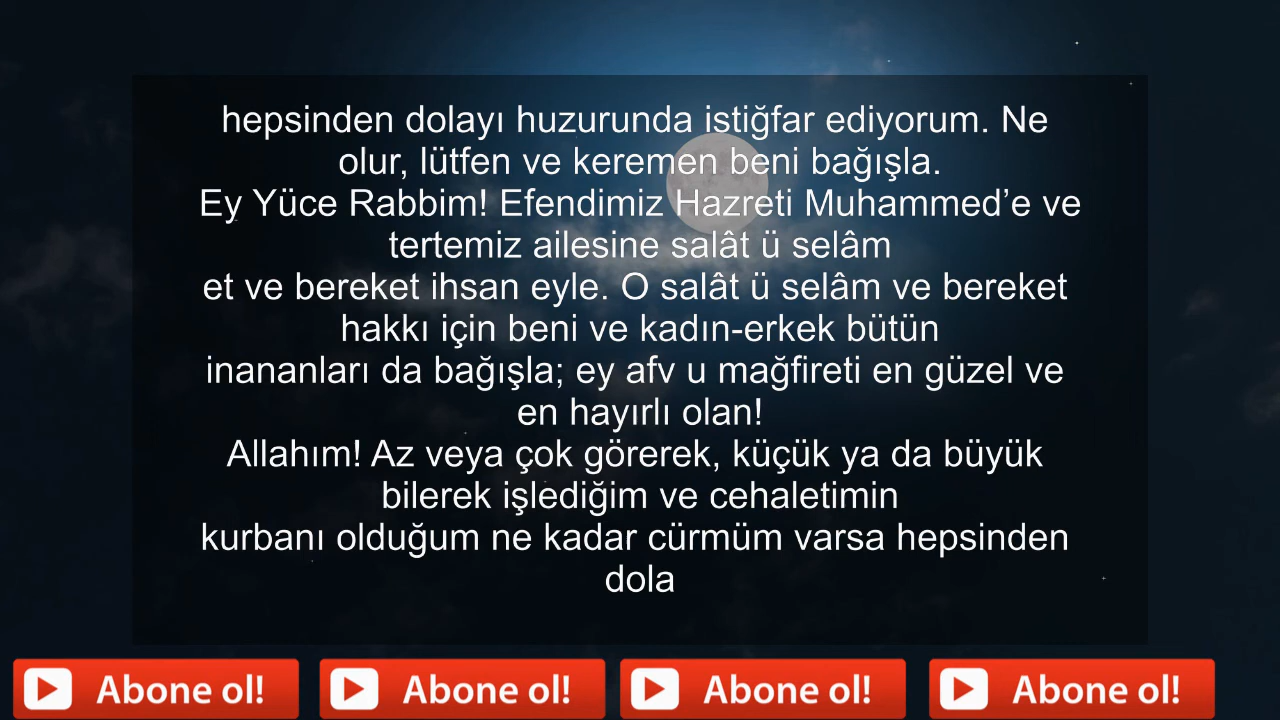 hepsinden dolayı huzurunda istiğfar ediyorum. Ne
olur, lütfen ve keremen beni bağışla.
Ey Yüce Rabbim! Efendimiz Hazreti Muhammed’e ve
tertemiz ailesine salât ü selâm
et ve bereket ihsan eyle. O salât ü selâm ve bereket
hakkı için beni ve kadın-erkek bütün
inananları da bağışla; ey afv u mağfireti en güzel ve
en hayırlı olan!
Allahım! Az veya çok görerek, küçük ya da büyük
bilerek işlediğim ve cehaletimin
kurbanı olduğum ne kadar cürmüm varsa hepsinden
dola
Abone ol! Abone ol! Abone ol! Abone ol!